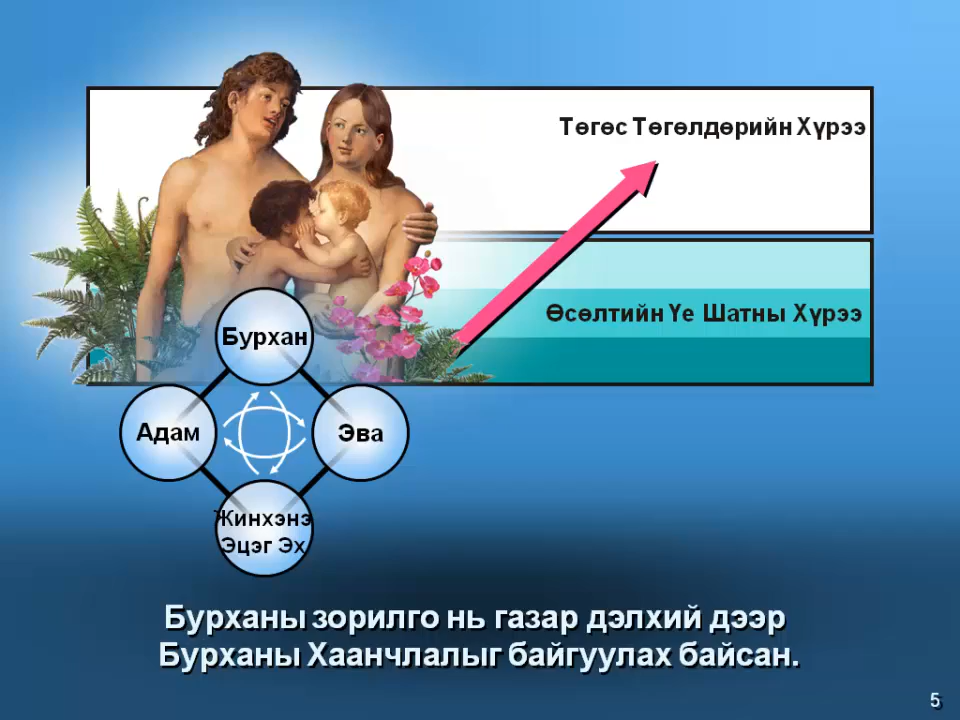 Төгөс Төгөлдөрийн Хүрээ
Өсөлтийн Үе Шатны Хүрээ
Бурхан
Адам
Эва
Жинхэнэ
Эцэг Эх
Бурханы зорилго нь газар дэлхий дээр
Бурханы Хаанчлалыг байгуулах байсан.
5